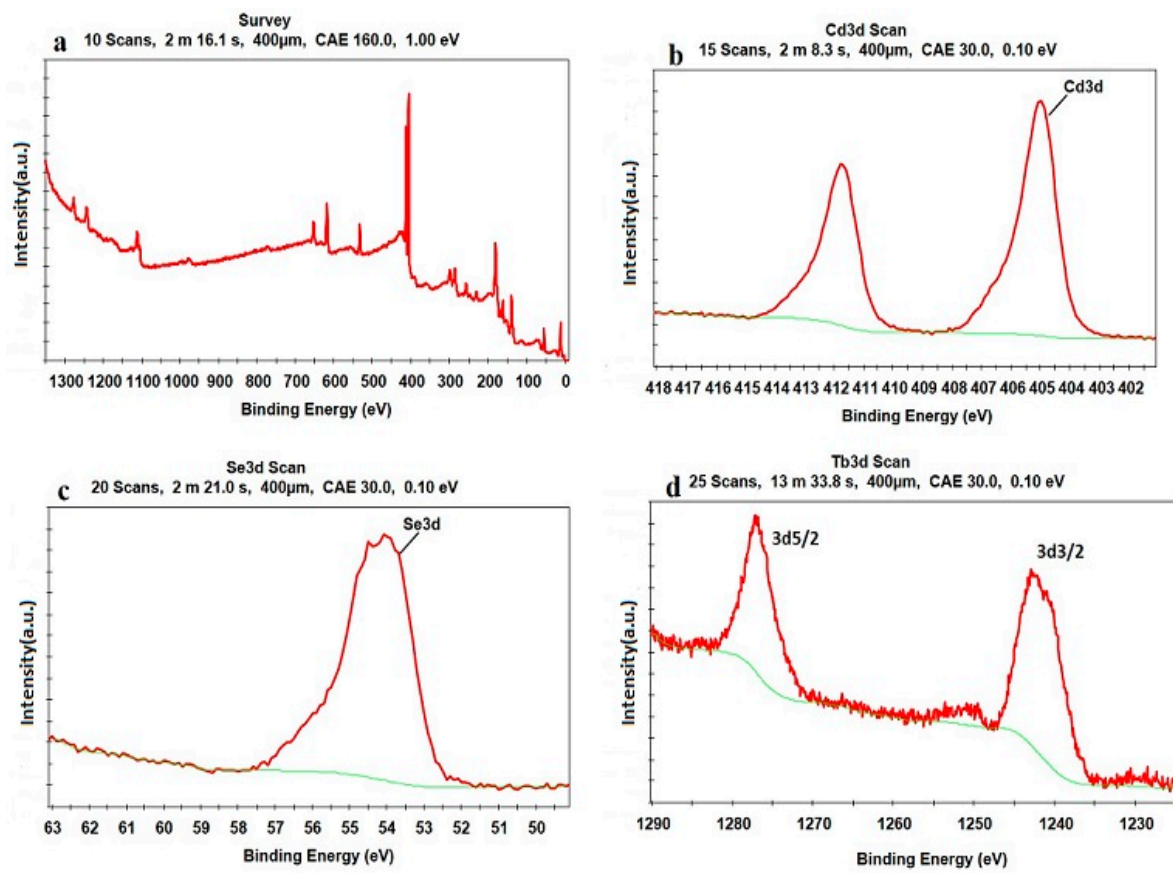 Survey
a
10 Scans, 2 m 16.1 s, 400µm, CAE 160.0, 1.00 eV
Intensity(a.u.)
1300 1200 1100 1000 900 800 700 600 500 400 300 200 100 0
Binding Energy (eV)
Cd3d Scan
b
15 Scans, 2 m 8.3 s, 400µm, CAE 30.0, 0.10 eV
Cd3d
Intensity(a.u.)
418 417 416 415 414 413 412 411 410 409 408 407 406 405 404 403 402
Binding Energy (eV)
Se3d Scan
c
20 Scans, 2 m 21.0 s, 400µm, CAE 30.0, 0.10 eV
Se3d
Intensity(a.u.)
63 62 61 60 59 58 57 56 55 54 53 52 51 50
Binding Energy (eV)
Tb3d Scan
d
25 Scans, 13 m 33.8 s, 400µm, CAE 30.0, 0.10 eV
3d5/2
3d3/2
Intensity(a.u.)
1290 1280 1270 1260 1250 1240 1230
Binding Energy (eV)